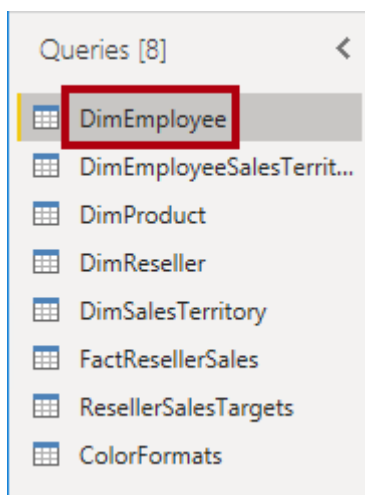 Queries [8]
DimEmployee
DimEmployeeSalesTerrit...
DimProduct
DimReseller
DimSalesTerritory
FactResellerSales
ResellerSalesTargets
ColorFormats